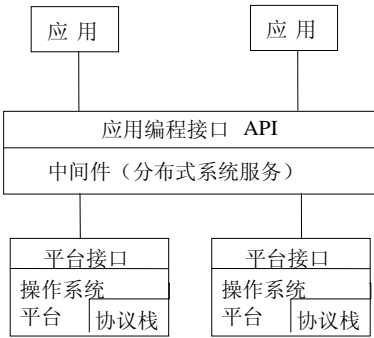 应 用
应 用
应用编程接口 API
中间件（分布式系统服务）
平台接口
操作系统
平台
协议栈
平台接口
操作系统
平台
协议栈